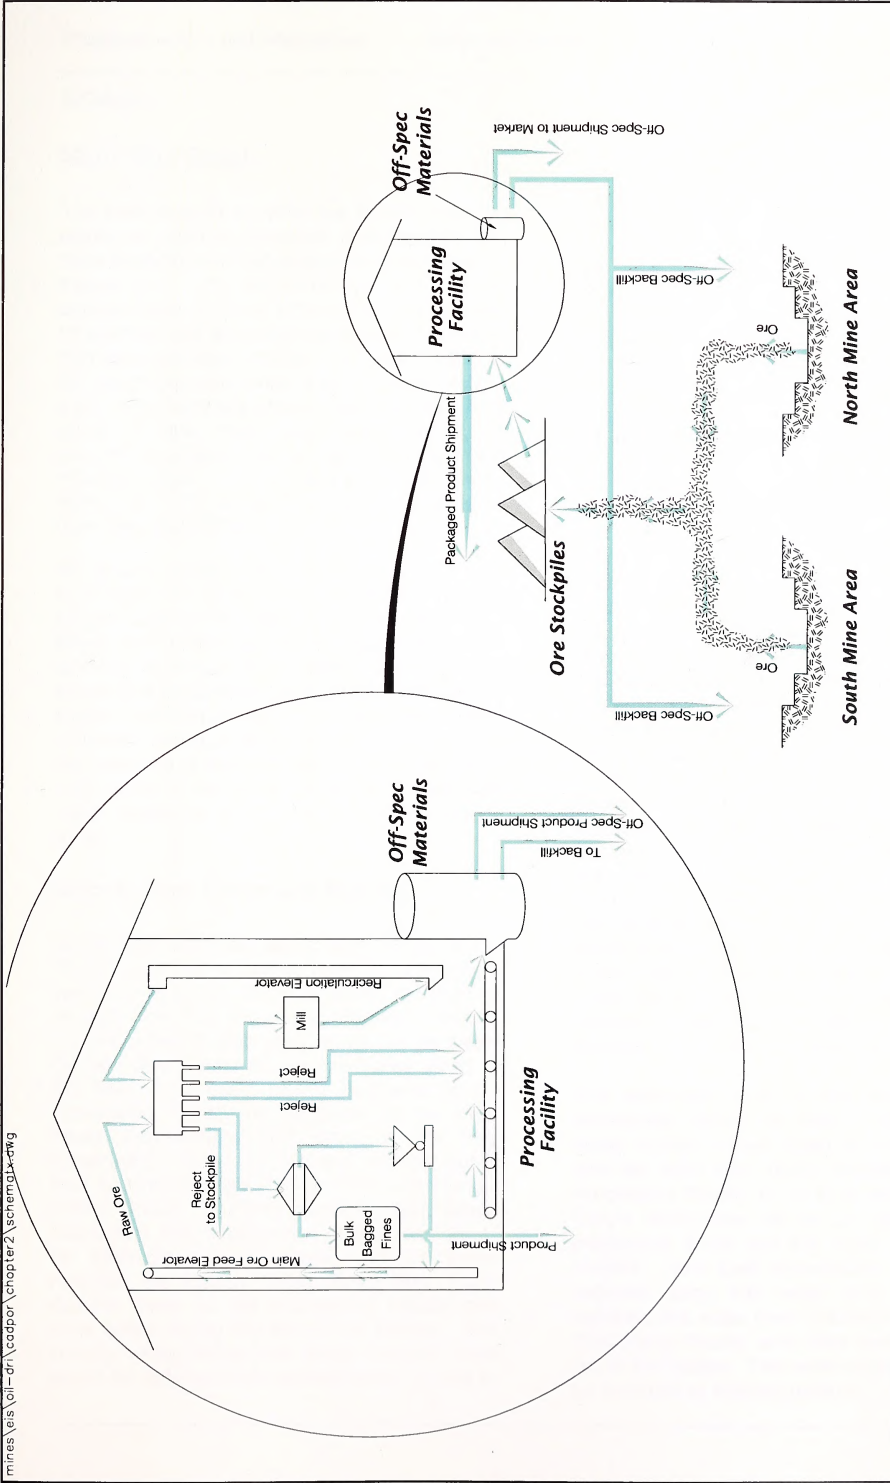 mines\eis\oil-dri\cadpor\chopter2\schematx.dwg
Raw Ore
Main Ore Feed Elevator
Reject
to Stockpile
Bulk
Bagged
Fines
Product Shipment
Reject
Reject
Mill
Recirculation Elevator
Processing
Facility
Off-Spec
Materials
To Backfill
Off-Spec Product Shipment
Packaged Product Shipment
Processing
Facility
Off-Spec
Materials
Off-Spec Shipment to Market
Ore Stockpiles
Off-Spec Backfill
Off-Spec Backfill
Ore
Ore
South Mine Area
North Mine Area